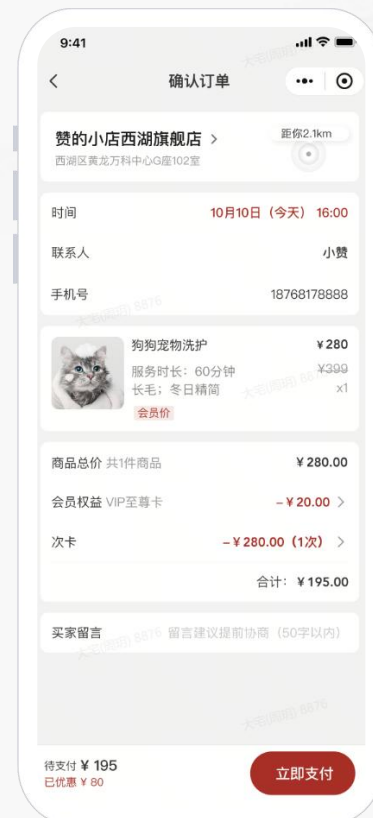 9:41
确认订单
赞的小店西湖旗舰店 >
距你2.1km
西湖区黄龙万科中心G座102室
时间 10月10日（今天） 16:00
联系人 小赞
手机号 18768178888
狗狗宠物洗护 ¥280
服务时长：60分钟 ¥399
长毛；冬日精简 x1
会员价
商品总价 共1件商品 ¥280.00
会员权益 VIP至尊卡 -¥20.00 >
次卡 -¥280.00（1次） >
合计：¥195.00
买家留言 留言建议提前协商（50字以内）
待支付 ¥ 195
已优惠 ¥ 80
立即支付